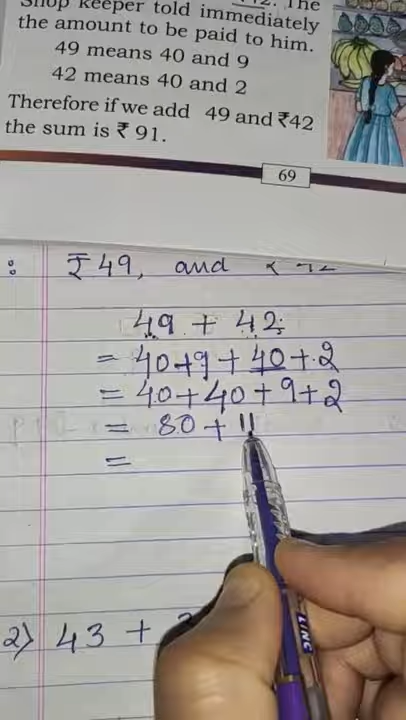 Shop keeper told immediately
the amount to be paid to him.
49 means 40 and 9
42 means 40 and 2
Therefore if we add 49 and ₹42
the sum is ₹ 91.
69
: ₹49, and
49 + 42
= 40+9 + 40 + 2
= 40 + 40 + 9 + 2
= 80 + 11
=
2) 43 +
LINC